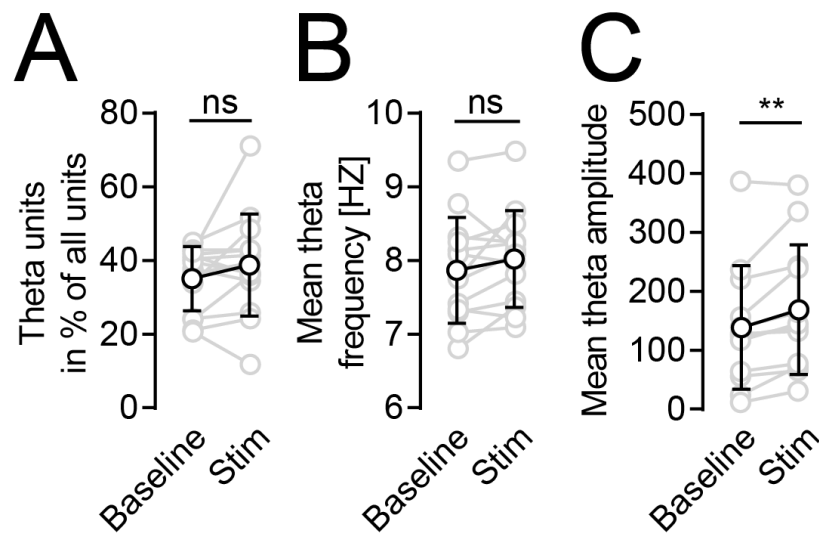 A
B
C
Theta units
in % of all units
80
60
40
20
0
ns
Baseline
Stim
Mean theta
frequency [HZ]
10
9
8
7
6
ns
Baseline
Stim
Mean theta amplitude
500
400
300
200
100
0
**
Baseline
Stim